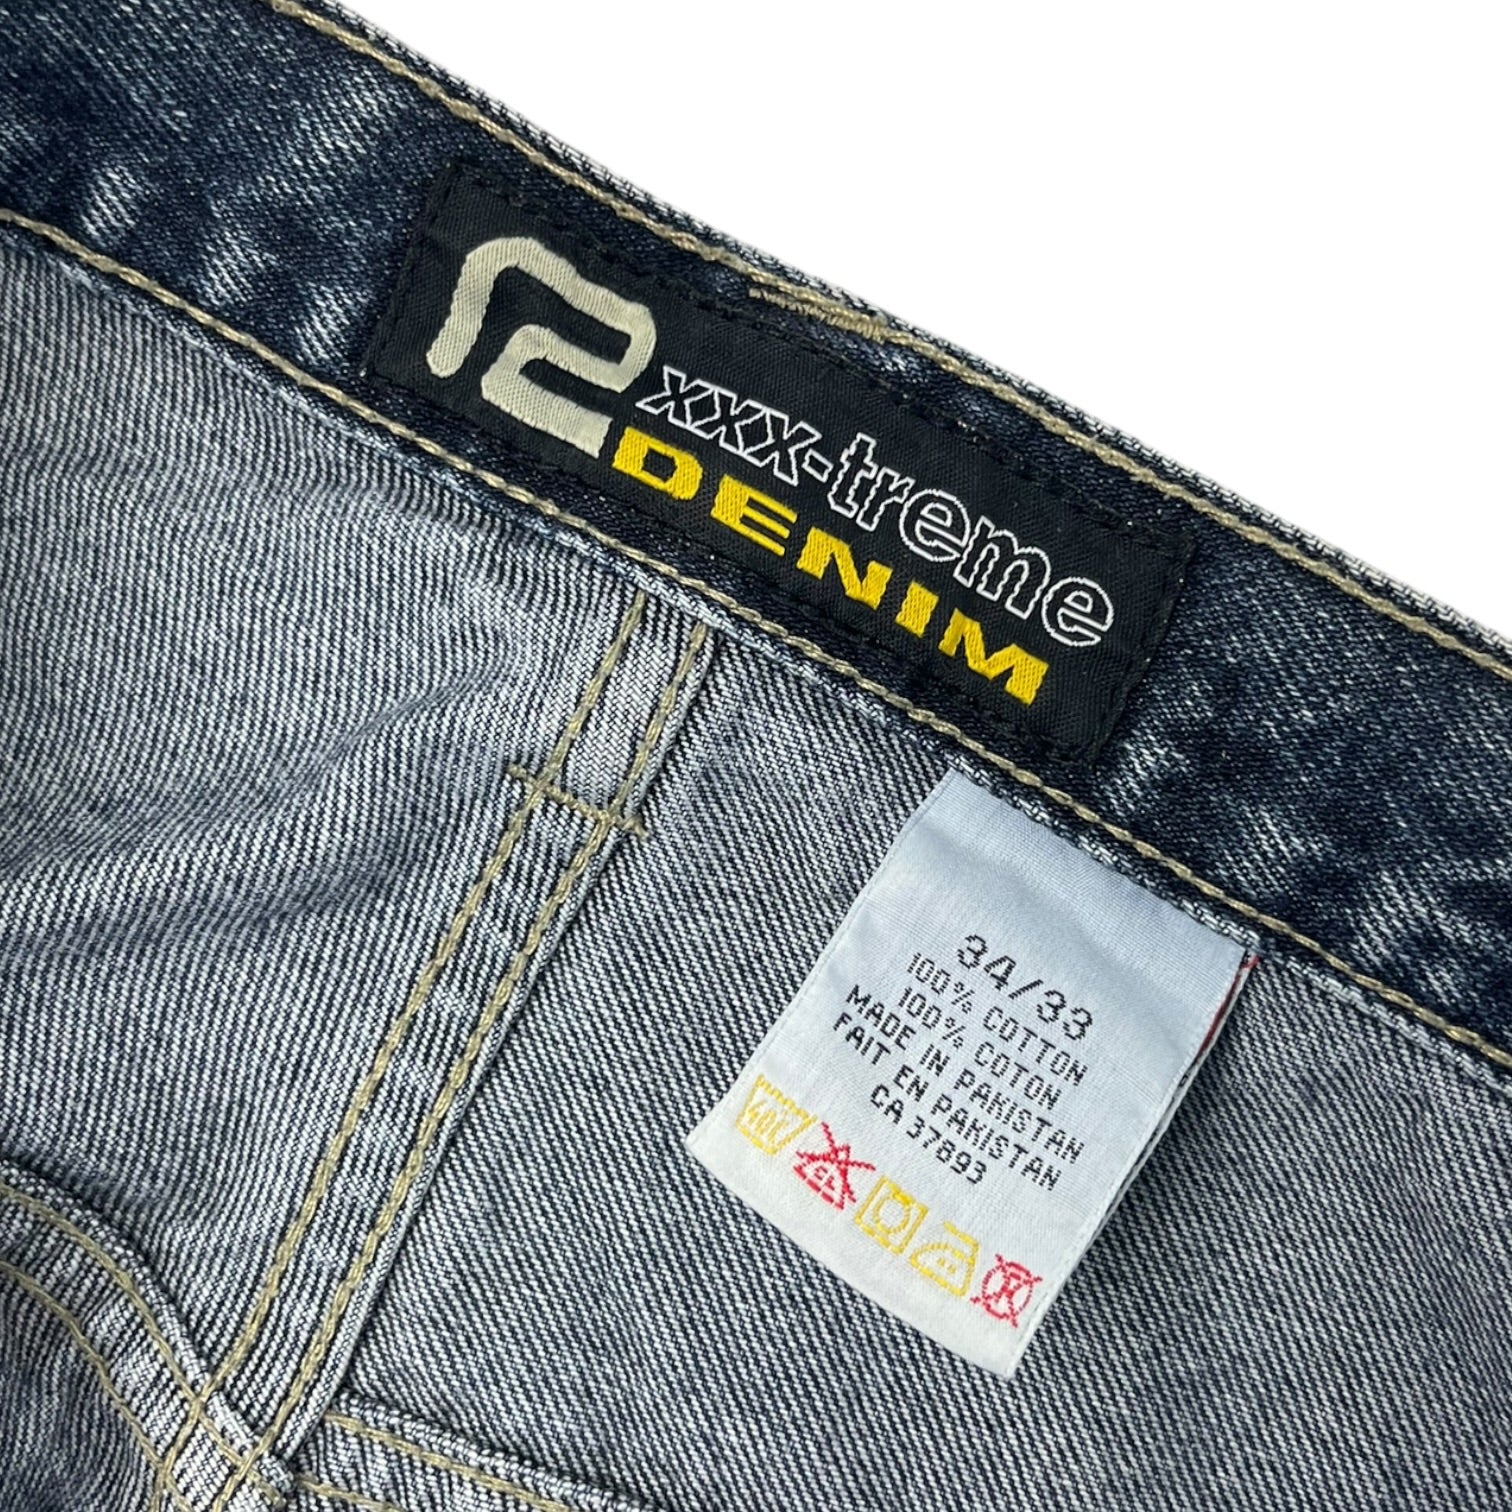 xxx-treme
DENIM
34/33
100% COTTON
100% COTON
MADE IN PAKISTAN
FAIT EN PAKISTAN
CA 37893